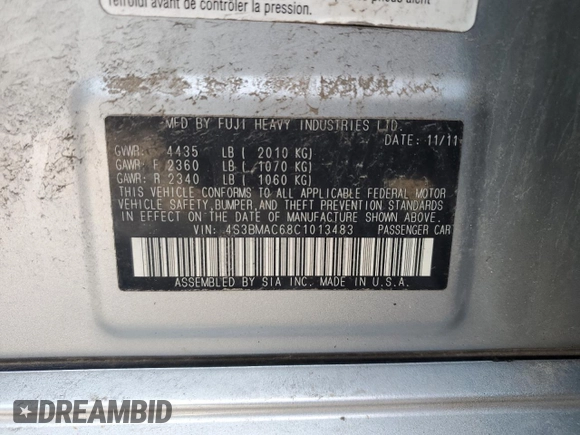 refroidi avant de contrôler la pression.
MFD BY FUJI HEAVY INDUSTRIES LTD.
DATE: 11/11
GVWR: 4435 LB ( 2010 KG)
GAWR: F 2360 LB ( 1070 KG)
GAWR: R 2340 LB ( 1060 KG)
THIS VEHICLE CONFORMS TO ALL APPLICABLE FEDERAL MOTOR
VEHICLE SAFETY, BUMPER, AND THEFT PREVENTION STANDARDS
IN EFFECT ON THE DATE OF MANUFACTURE SHOWN ABOVE.
VIN: 4S3BMAC68C1013483 PASSENGER CAR
ASSEMBLED BY SIA INC. MADE IN U.S.A.
DREAMBID